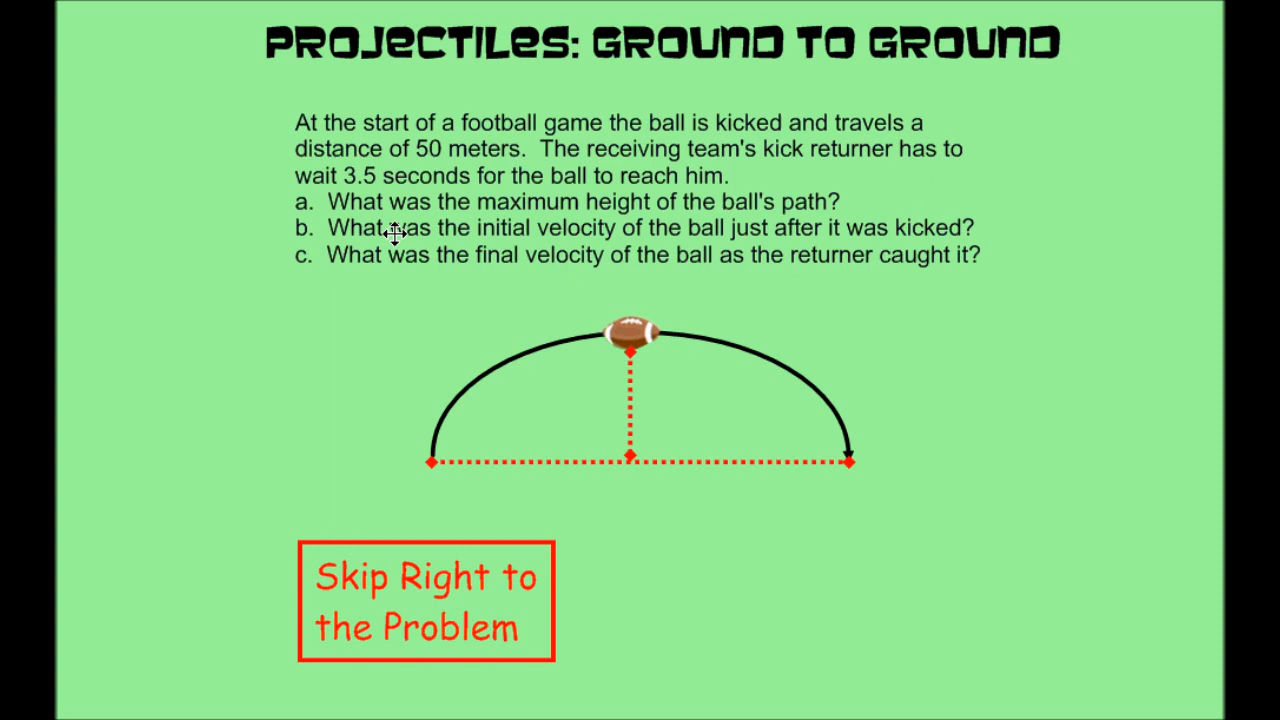 PROJECTILES: GROUND TO GROUND
At the start of a football game the ball is kicked and travels a
distance of 50 meters.  The receiving team's kick returner has to
wait 3.5 seconds for the ball to reach him.
a.  What was the maximum height of the ball's path?
b.  What was the initial velocity of the ball just after it was kicked?
c.  What was the final velocity of the ball as the returner caught it?
Skip Right to
the Problem